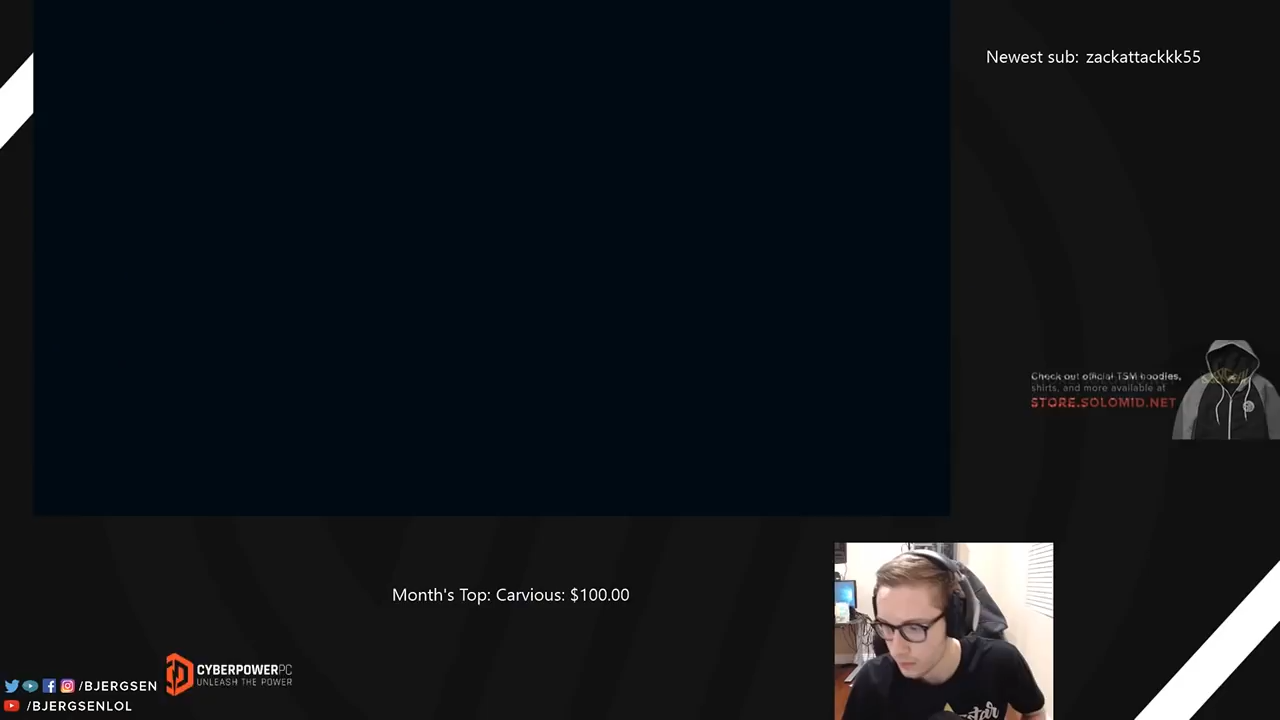 Newest sub: zackattackkk55
Check out official TSM hoodies,
shirts, and more available at
STORE.SOLOMID.NET
Month's Top: Carvious: $100.00
CYBERPOWERPC
UNLEASH THE POWER
/BJERGSEN
/BJERGSENLOL